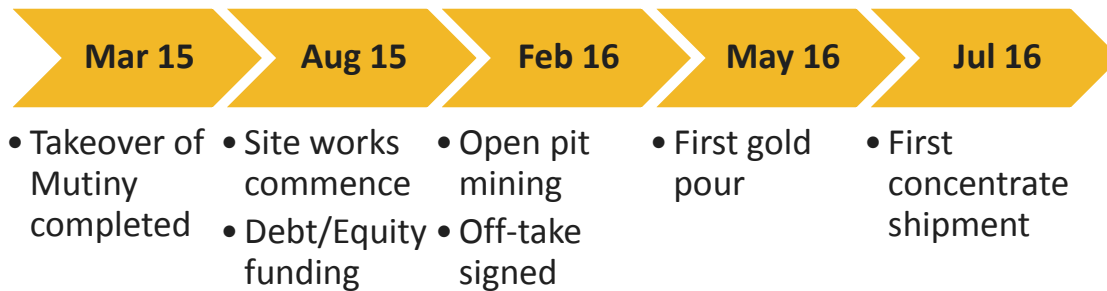 Mar 15
Aug 15
Feb 16
May 16
Jul 16
• Takeover of
Mutiny
completed
• Site works
commence
• Debt/Equity
funding
• Open pit
mining
• Off-take
signed
• First gold
pour
• First
concentrate
shipment